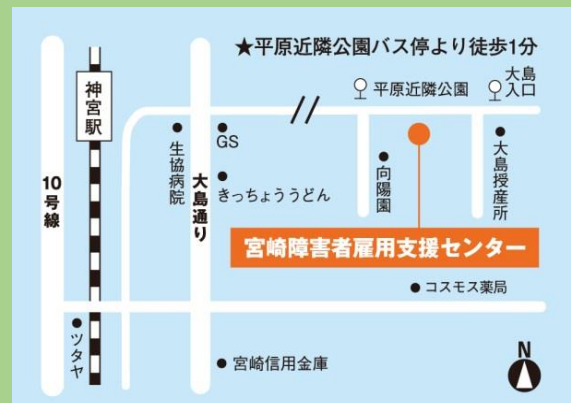 ★平原近隣公園バス停より徒歩1分
神宮駅
平原近隣公園
大島
入口
GS
生協病院
10号線
大島通り
きっちょううどん
向陽園
大島授産所
宮崎障害者雇用支援センター
コスモス薬局
ツタヤ
宮崎信用金庫
N